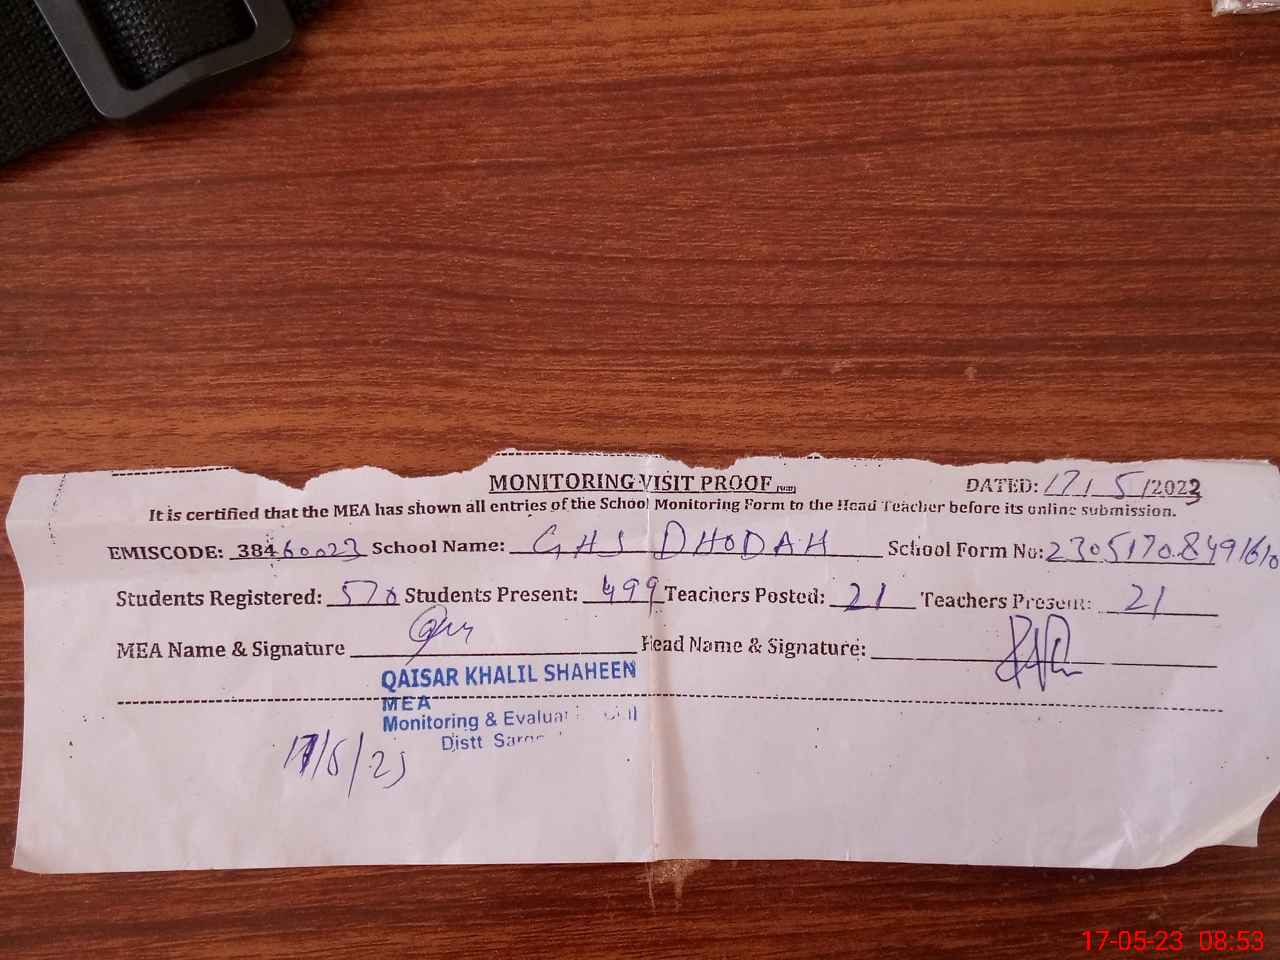 MONITORING VISIT PROOF
DATED: 17/5/2023
It is certified that the MEA has shown all entries of the School Monitoring Form to the Head Teacher before its online submission.
EMISCODE: 38460023 School Name: GHS DHODAH School Form No: 2305170849161
Students Registered: 570 Students Present: 499 Teachers Posted: 21 Teachers Present: 21
MEA Name & Signature Head Name & Signature:
QAISAR KHALIL SHAHEEN
MEA
Monitoring &
Distt
17/5/23
17-05-23 08:53